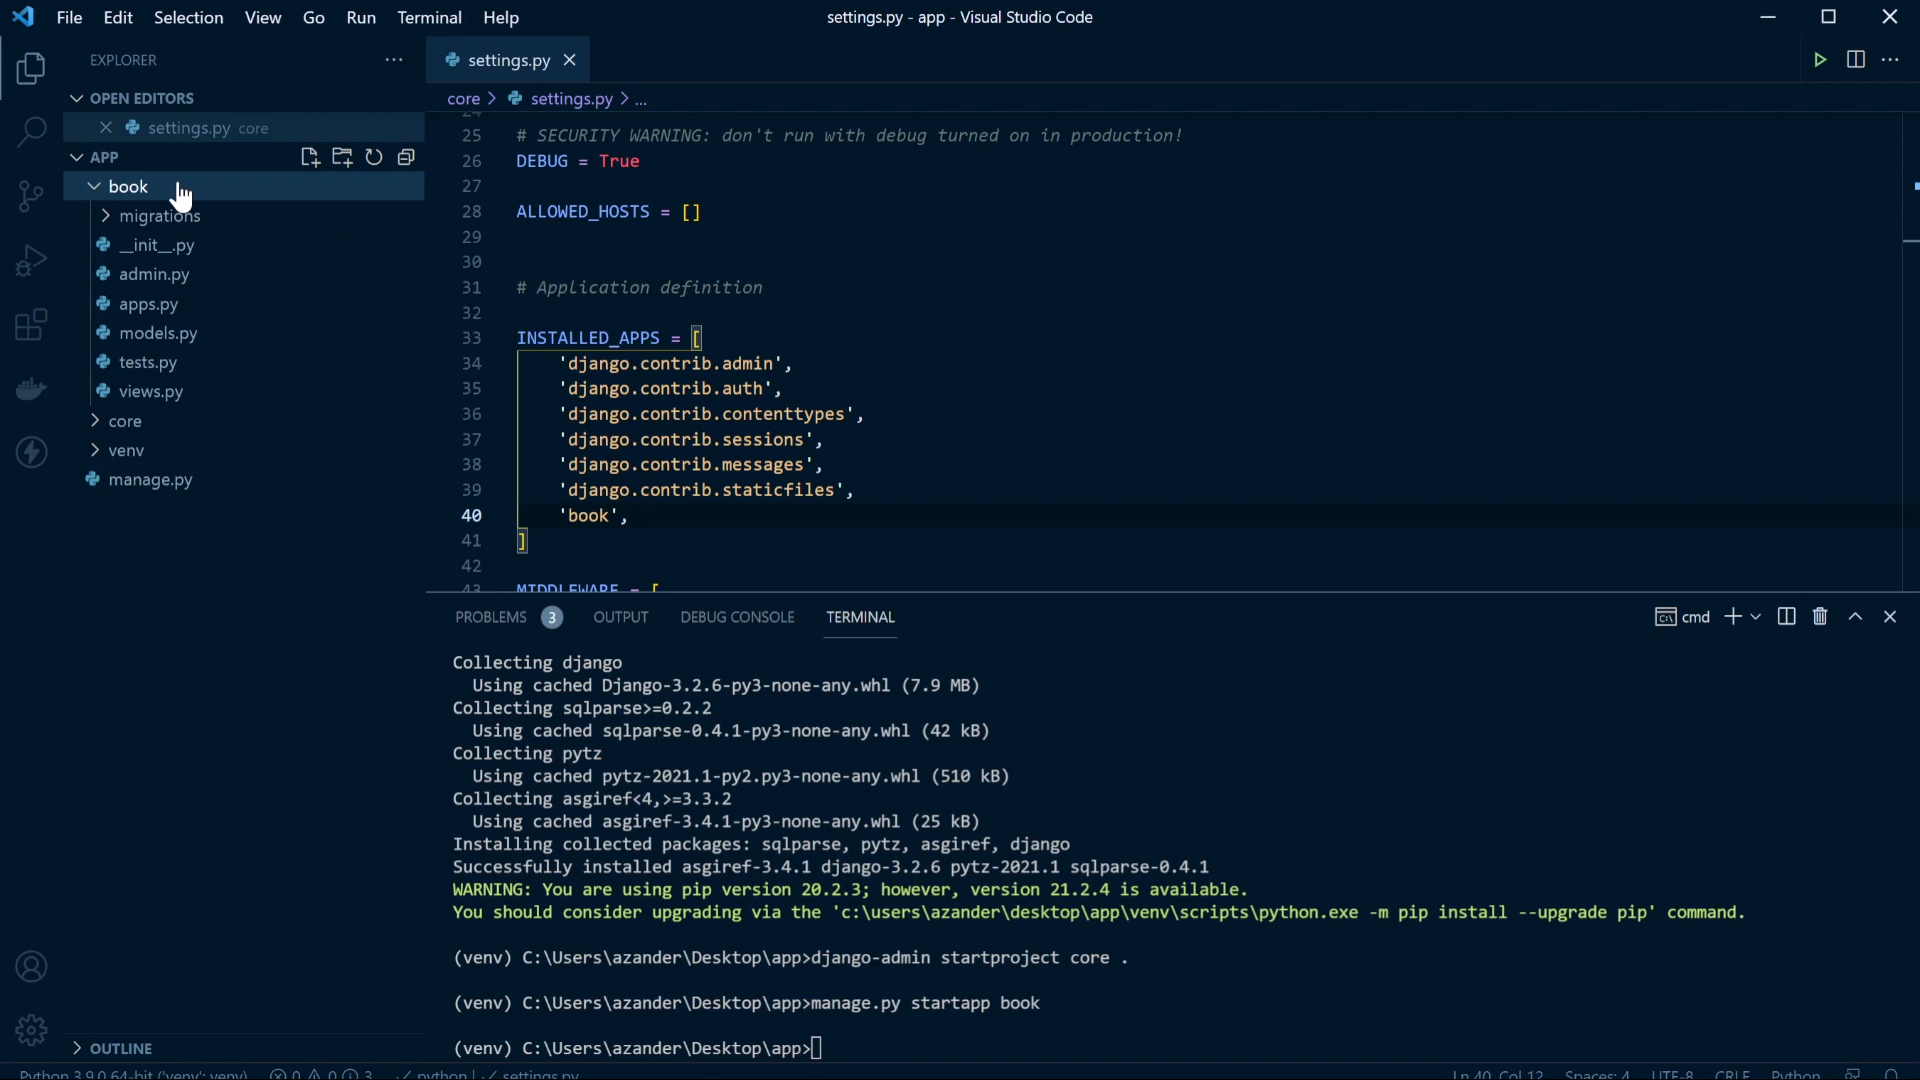 File Edit Selection View Go Run Terminal Help
settings.py - app - Visual Studio Code
EXPLORER
OPEN EDITORS
settings.py core
APP
book
migrations
__init__.py
admin.py
apps.py
models.py
tests.py
views.py
core
venv
manage.py
OUTLINE
settings.py
core > settings.py > ...
24
25 # SECURITY WARNING: don't run with debug turned on in production!
26 DEBUG = True
27
28 ALLOWED_HOSTS = []
29
30
31 # Application definition
32
33 INSTALLED_APPS = [
34 'django.contrib.admin',
35 'django.contrib.auth',
36 'django.contrib.contenttypes',
37 'django.contrib.sessions',
38 'django.contrib.messages',
39 'django.contrib.staticfiles',
40 'book',
41 ]
42
43 MIDDLEWARE = [
PROBLEMS 3 OUTPUT DEBUG CONSOLE TERMINAL
cmd
Collecting django
Using cached Django-3.2.6-py3-none-any.whl (7.9 MB)
Collecting sqlparse>=0.2.2
Using cached sqlparse-0.4.1-py3-none-any.whl (42 kB)
Collecting pytz
Using cached pytz-2021.1-py2.py3-none-any.whl (510 kB)
Collecting asgiref<4,>=3.3.2
Using cached asgiref-3.4.1-py3-none-any.whl (25 kB)
Installing collected packages: sqlparse, pytz, asgiref, django
Successfully installed asgiref-3.4.1 django-3.2.6 pytz-2021.1 sqlparse-0.4.1
WARNING: You are using pip version 20.2.3; however, version 21.2.4 is available.
You should consider upgrading via the 'c:\users\azander\desktop\app\venv\scripts\python.exe -m pip install --upgrade pip' command.
(venv) C:\Users\azander\Desktop\app>django-admin startproject core .
(venv) C:\Users\azander\Desktop\app>manage.py startapp book
(venv) C:\Users\azander\Desktop\app>
Python 3.9.0 64-bit ('venv': venv) 0 0 3 python | settings.py
Ln 40, Col 12 Spaces: 4 UTF-8 CRLF Python